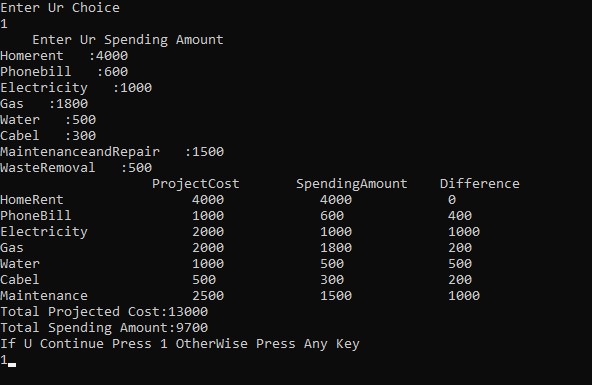 Enter Ur Choice
1
Enter Ur Spending Amount
Homerent :4000
Phonebill :600
Electricity :1000
Gas :1800
Water :500
Cabel :300
MaintenanceandRepair :1500
WasteRemoval :500
ProjectCost SpendingAmount Difference
HomeRent 4000 4000 0
PhoneBill 1000 600 400
Electricity 2000 1000 1000
Gas 2000 1800 200
Water 1000 500 500
Cabel 500 300 200
Maintenance 2500 1500 1000
Total Projected Cost:13000
Total Spending Amount:9700
If U Continue Press 1 OtherWise Press Any Key
1